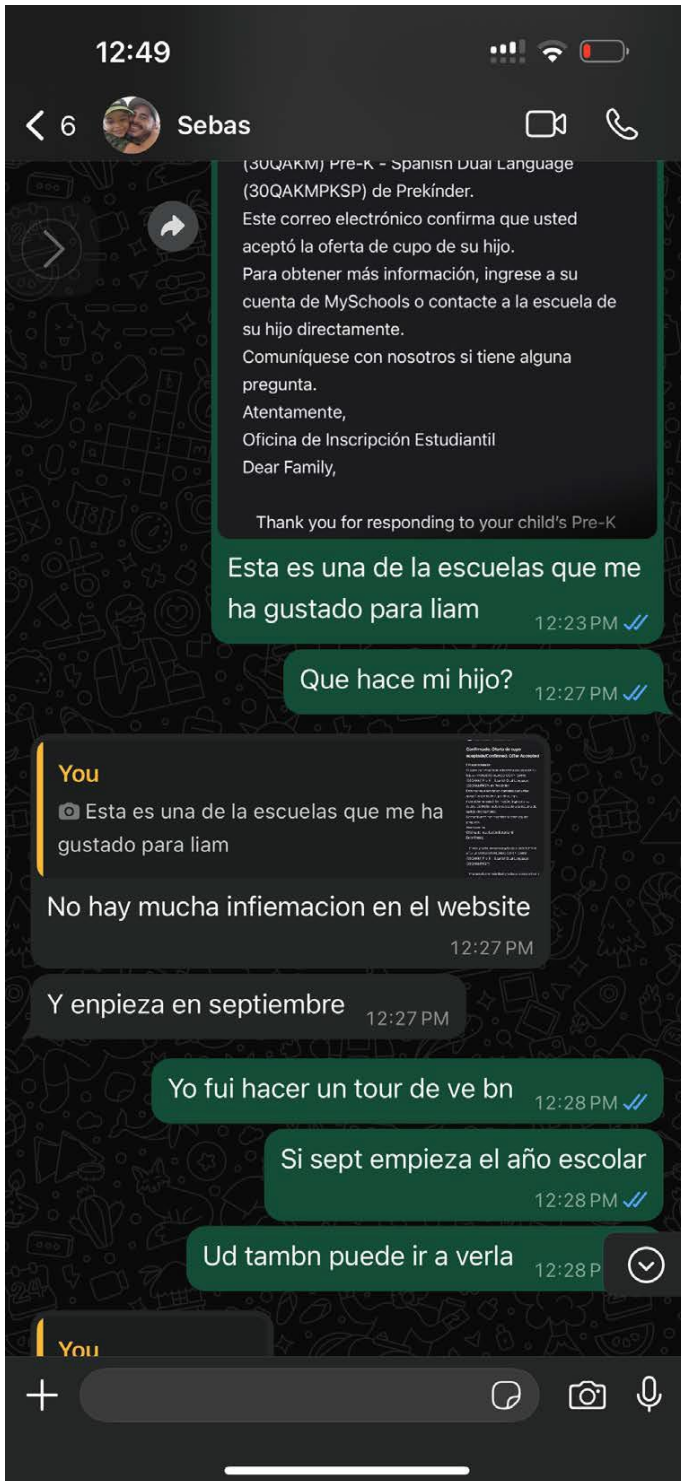 12:49
6 Sebas
(30QAKM) Pre-K - Spanish Dual Language
(30QAKMPKSP) de Prekínder.
Este correo electrónico confirma que usted
aceptó la oferta de cupo de su hijo.
Para obtener más información, ingrese a su
cuenta de MySchools o contacte a la escuela de
su hijo directamente.
Comuníquese con nosotros si tiene alguna
pregunta.
Atentamente,
Oficina de Inscripción Estudiantil
Dear Family,
Thank you for responding to your child's Pre-K
Esta es una de la escuelas que me
ha gustado para liam 12:23 PM
Que hace mi hijo? 12:27 PM
You
Esta es una de la escuelas que me ha
gustado para liam
No hay mucha infiemacion en el website
12:27 PM
Y enpieza en septiembre 12:27 PM
Yo fui hacer un tour de ve bn 12:28 PM
Si sept empieza el año escolar
12:28 PM
Ud tambn puede ir a verla 12:28 P
You